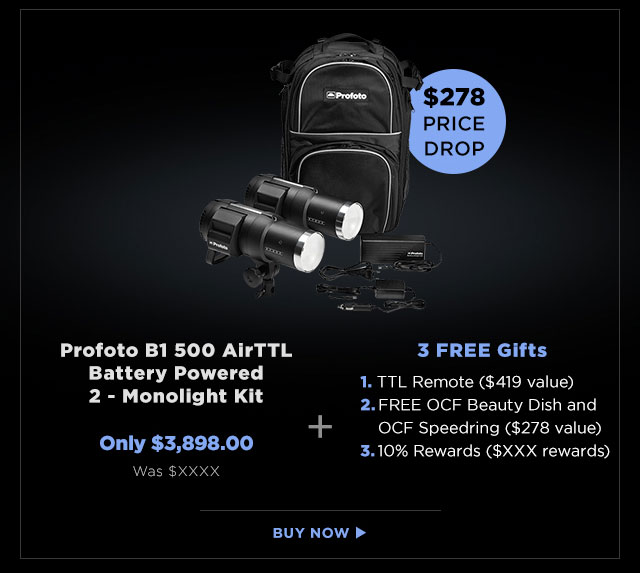 Profoto
$278
PRICE
DROP
Profoto
Profoto
Profoto B1 500 AirTTL
Battery Powered
2 - Monolight Kit
Only $3,898.00
Was $XXXX
+
3 FREE Gifts
1. TTL Remote ($419 value)
2. FREE OCF Beauty Dish and
OCF Speedring ($278 value)
3. 10% Rewards ($XXX rewards)
BUY NOW